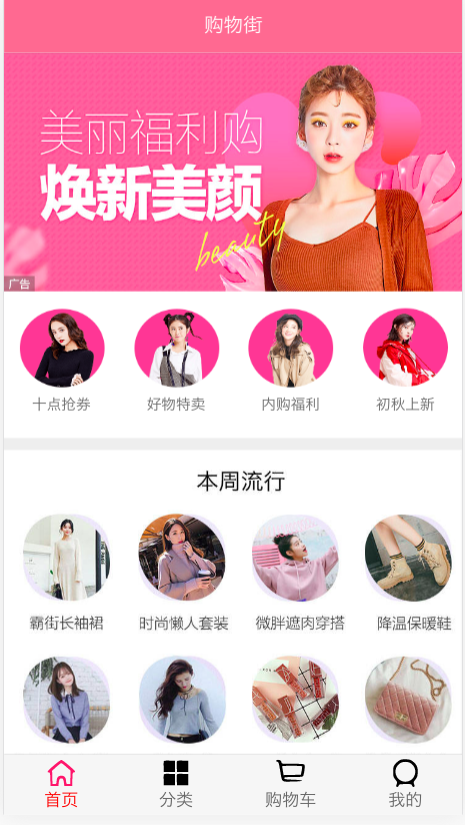 购物街
美丽福利购
焕新美颜
beauty
广告
十点抢券
好物特卖
内购福利
初秋上新
本周流行
霸街长袖裙
时尚懒人套装
微胖遮肉穿搭
降温保暖鞋
首页
分类
购物车
我的